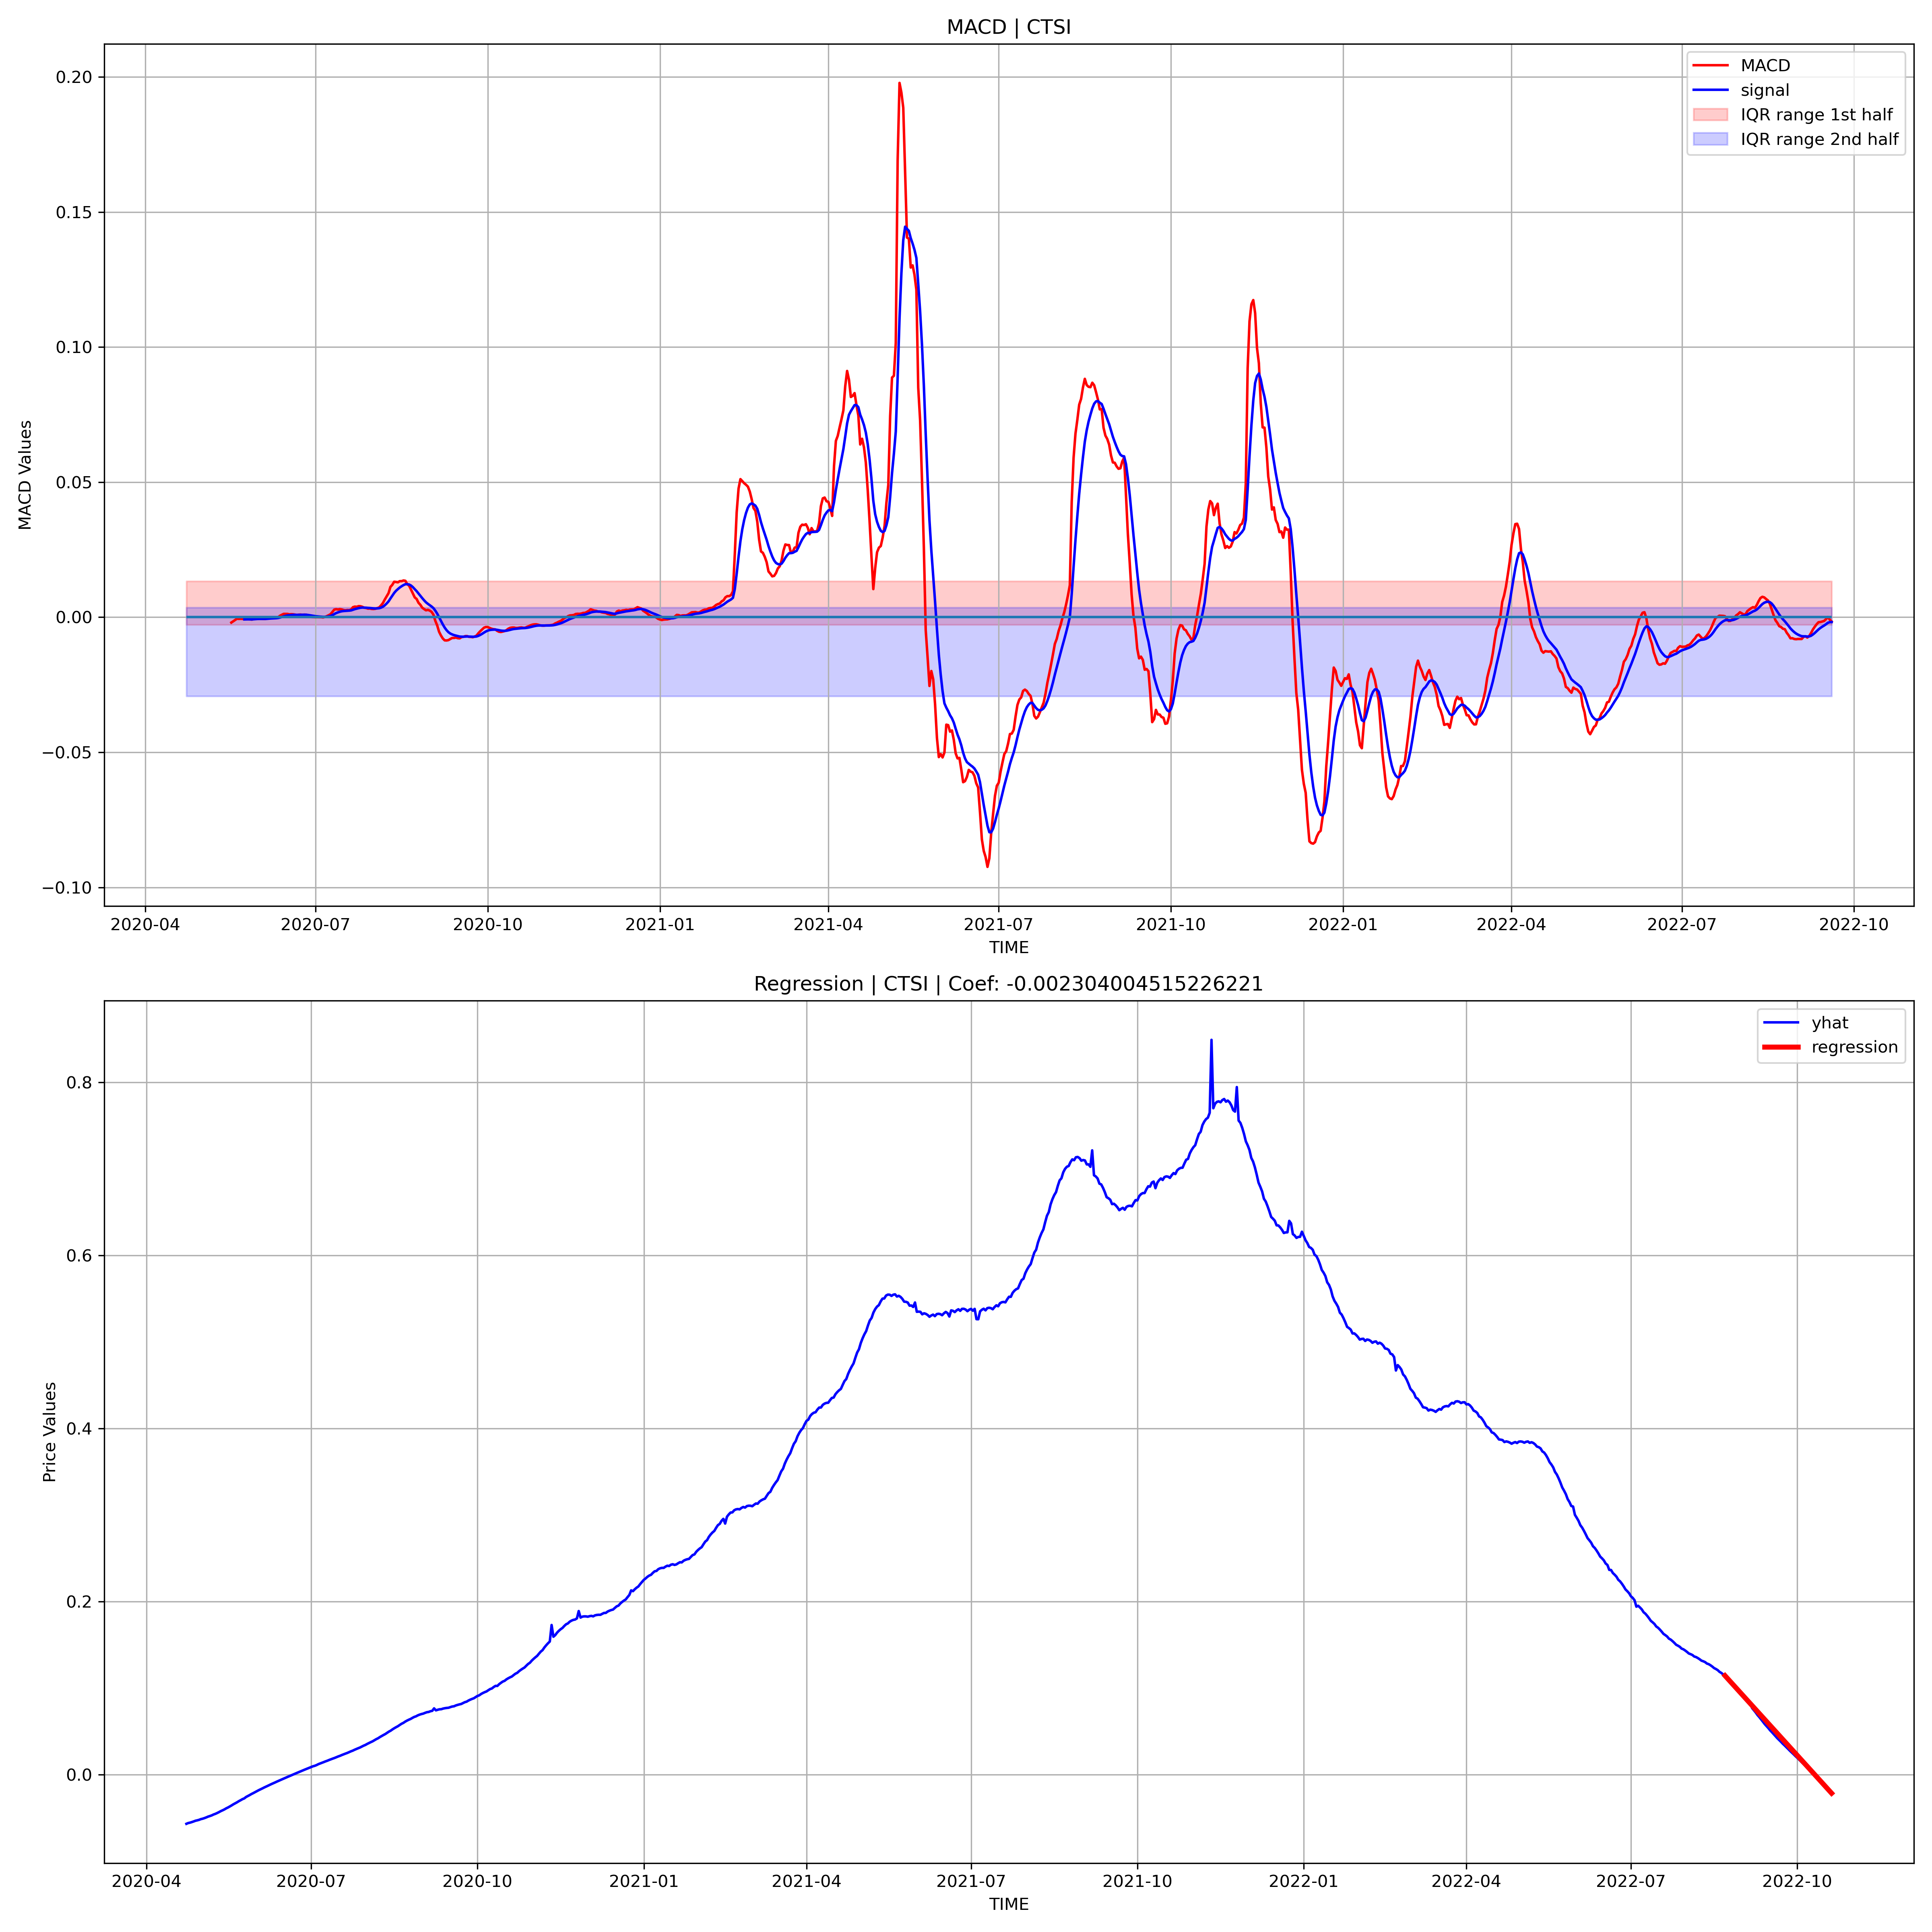 MACD | CTSI
MACD
signal
IQR range 1st half
IQR range 2nd half
MACD Values
0.20
0.15
0.10
0.05
0.00
−0.05
−0.10
2020-04 2020-07 2020-10 2021-01 2021-04 2021-07 2021-10 2022-01 2022-04 2022-07 2022-10
TIME
Regression | CTSI | Coef: -0.002304004515226221
yhat
regression
Price Values
0.8
0.6
0.4
0.2
0.0
2020-04 2020-07 2020-10 2021-01 2021-04 2021-07 2021-10 2022-01 2022-04 2022-07 2022-10
TIME